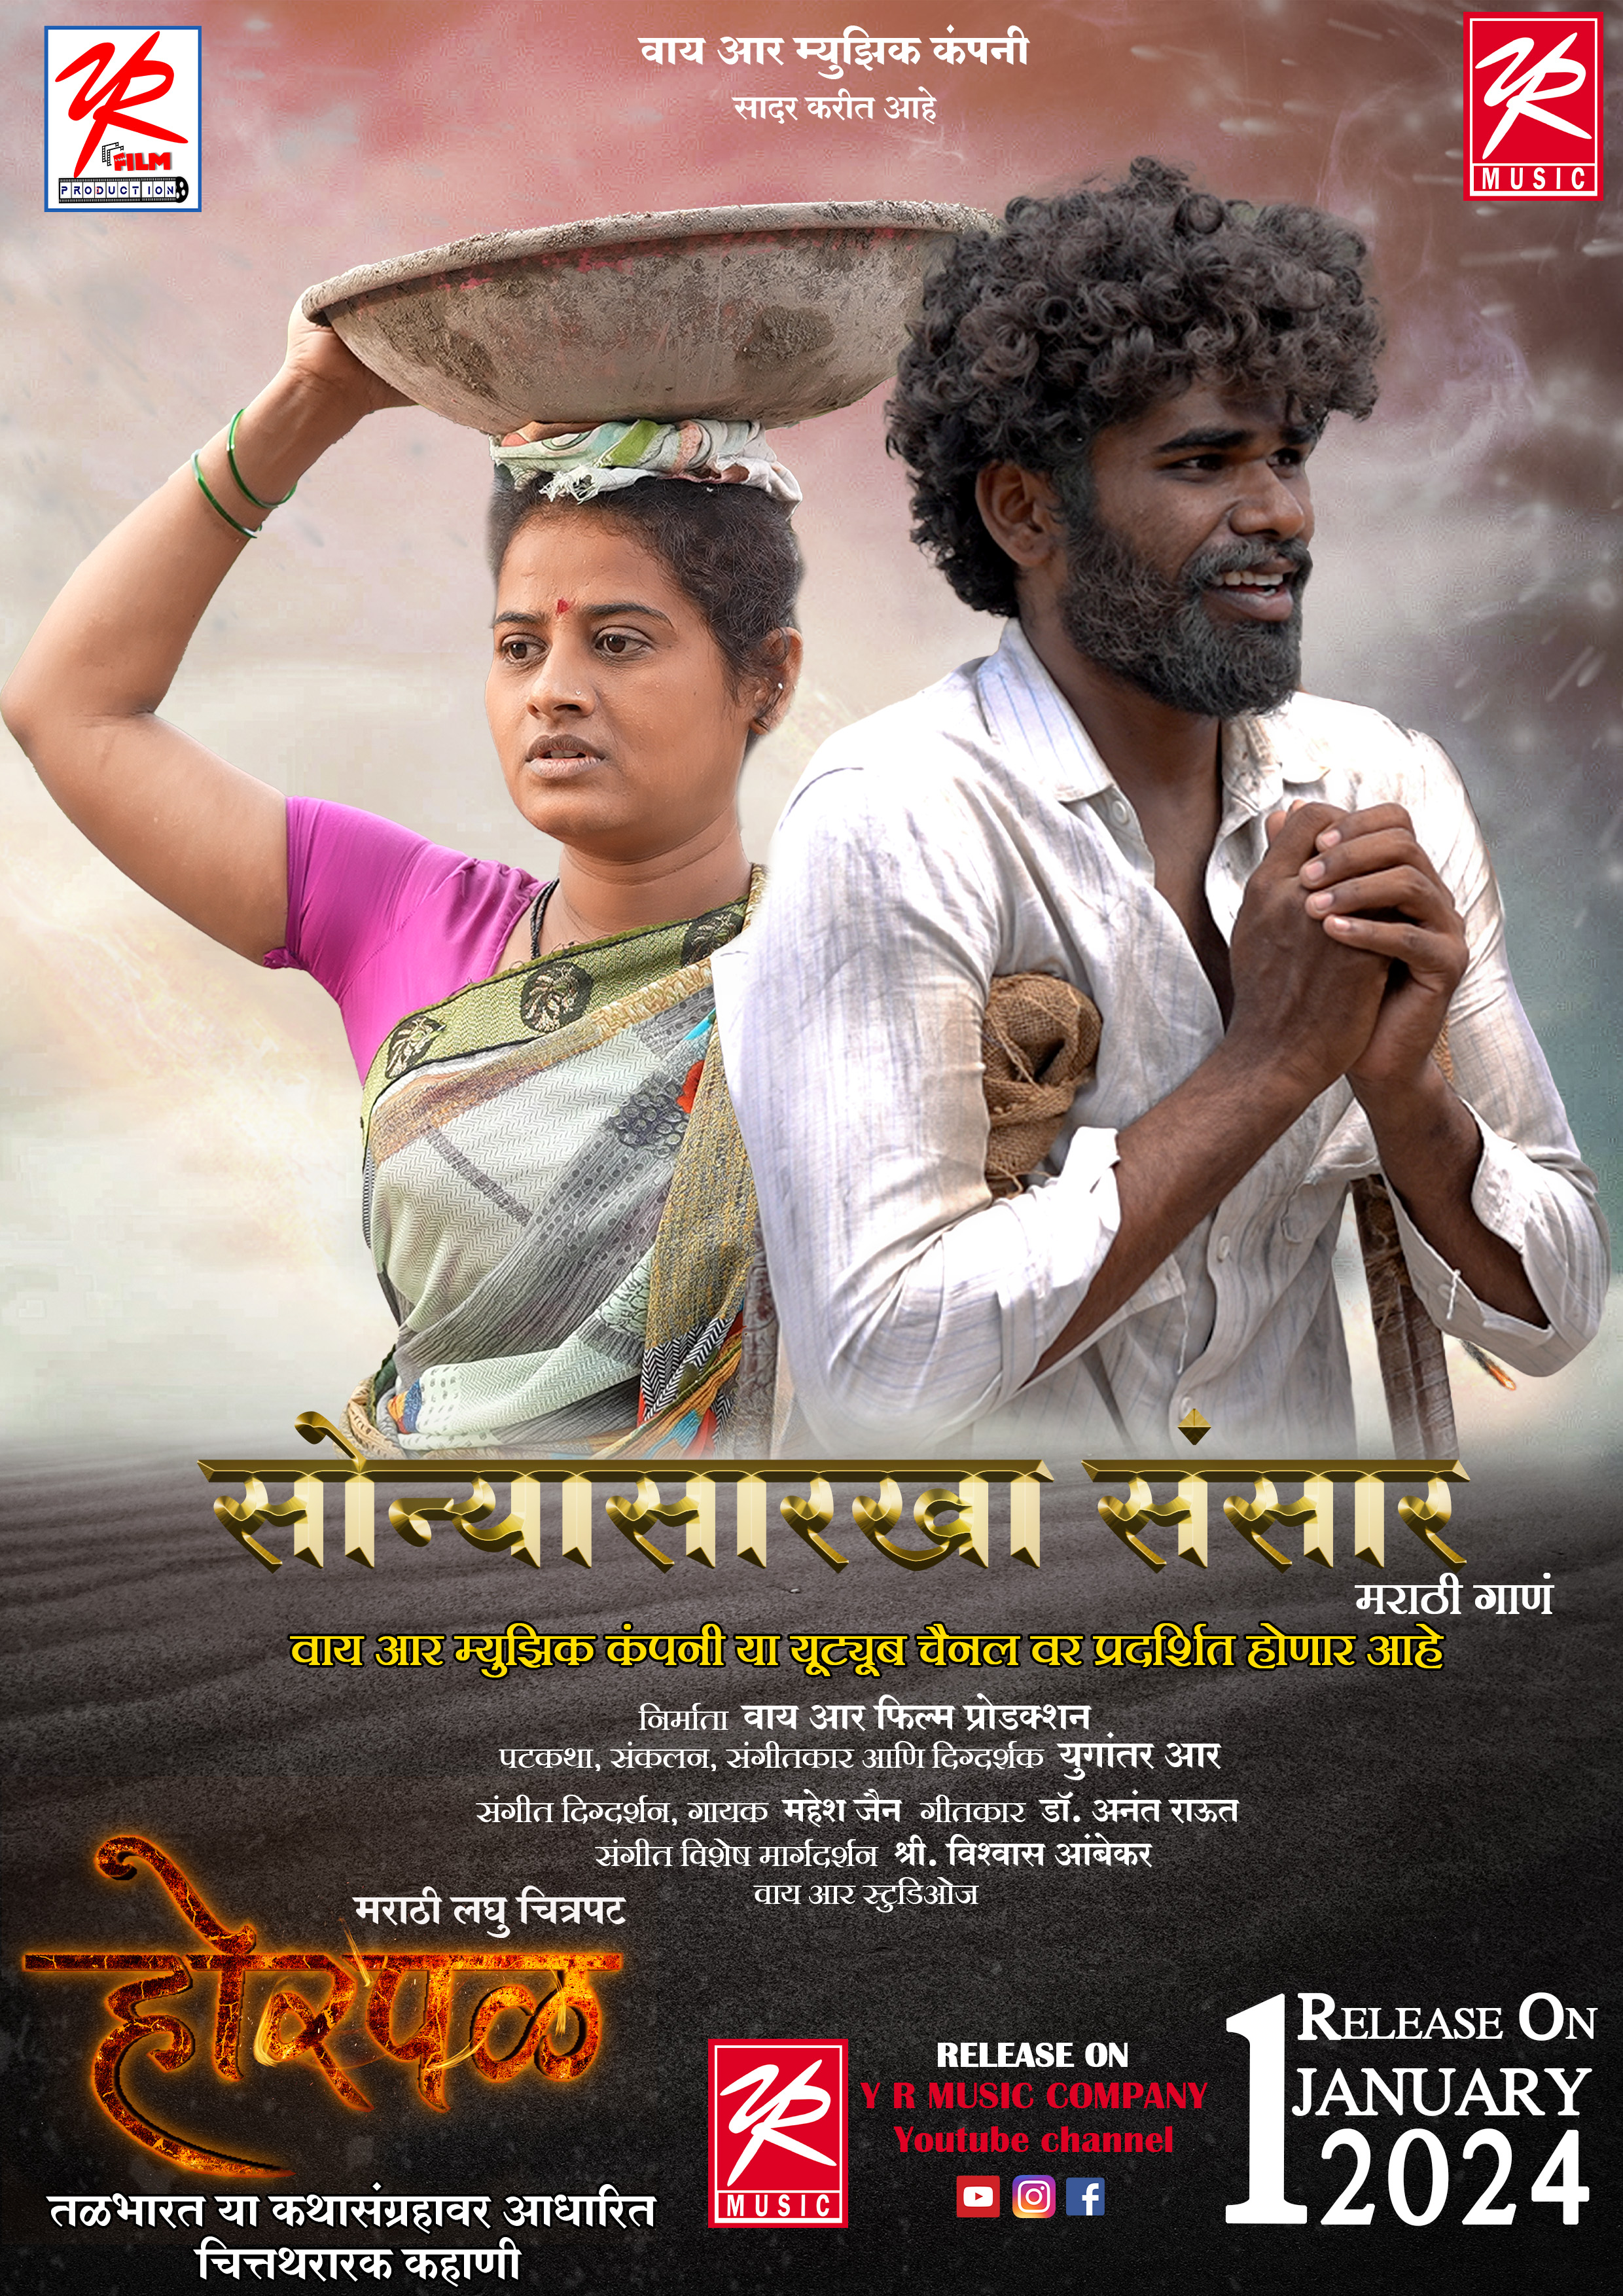 YR
FILM
PRODUCTION
वाय आर म्युझिक कंपनी
सादर करीत आहे
YR
MUSIC
सोन्यासारखा संसार
मराठी गाणं
वाय आर म्युझिक कंपनी या यूट्यूब चॅनल वर प्रदर्शित होणार आहे
निर्माता वाय आर फिल्म प्रोडक्शन
पटकथा, संकलन, संगीतकार आणि दिग्दर्शक युगांतर आर
संगीत दिग्दर्शन, गायक महेश जैन गीतकार डॉ. अनंत राऊत
संगीत विशेष मार्गदर्शन श्री. विश्वास आंबेकर
वाय आर स्टुडिओज
मराठी लघु चित्रपट
होरपळ
तळभारत या कथासंग्रहावर आधारित
चित्तथरारक कहाणी
YR
MUSIC
RELEASE ON
Y R MUSIC COMPANY
Youtube channel
RELEASE ON
1 JANUARY
2024